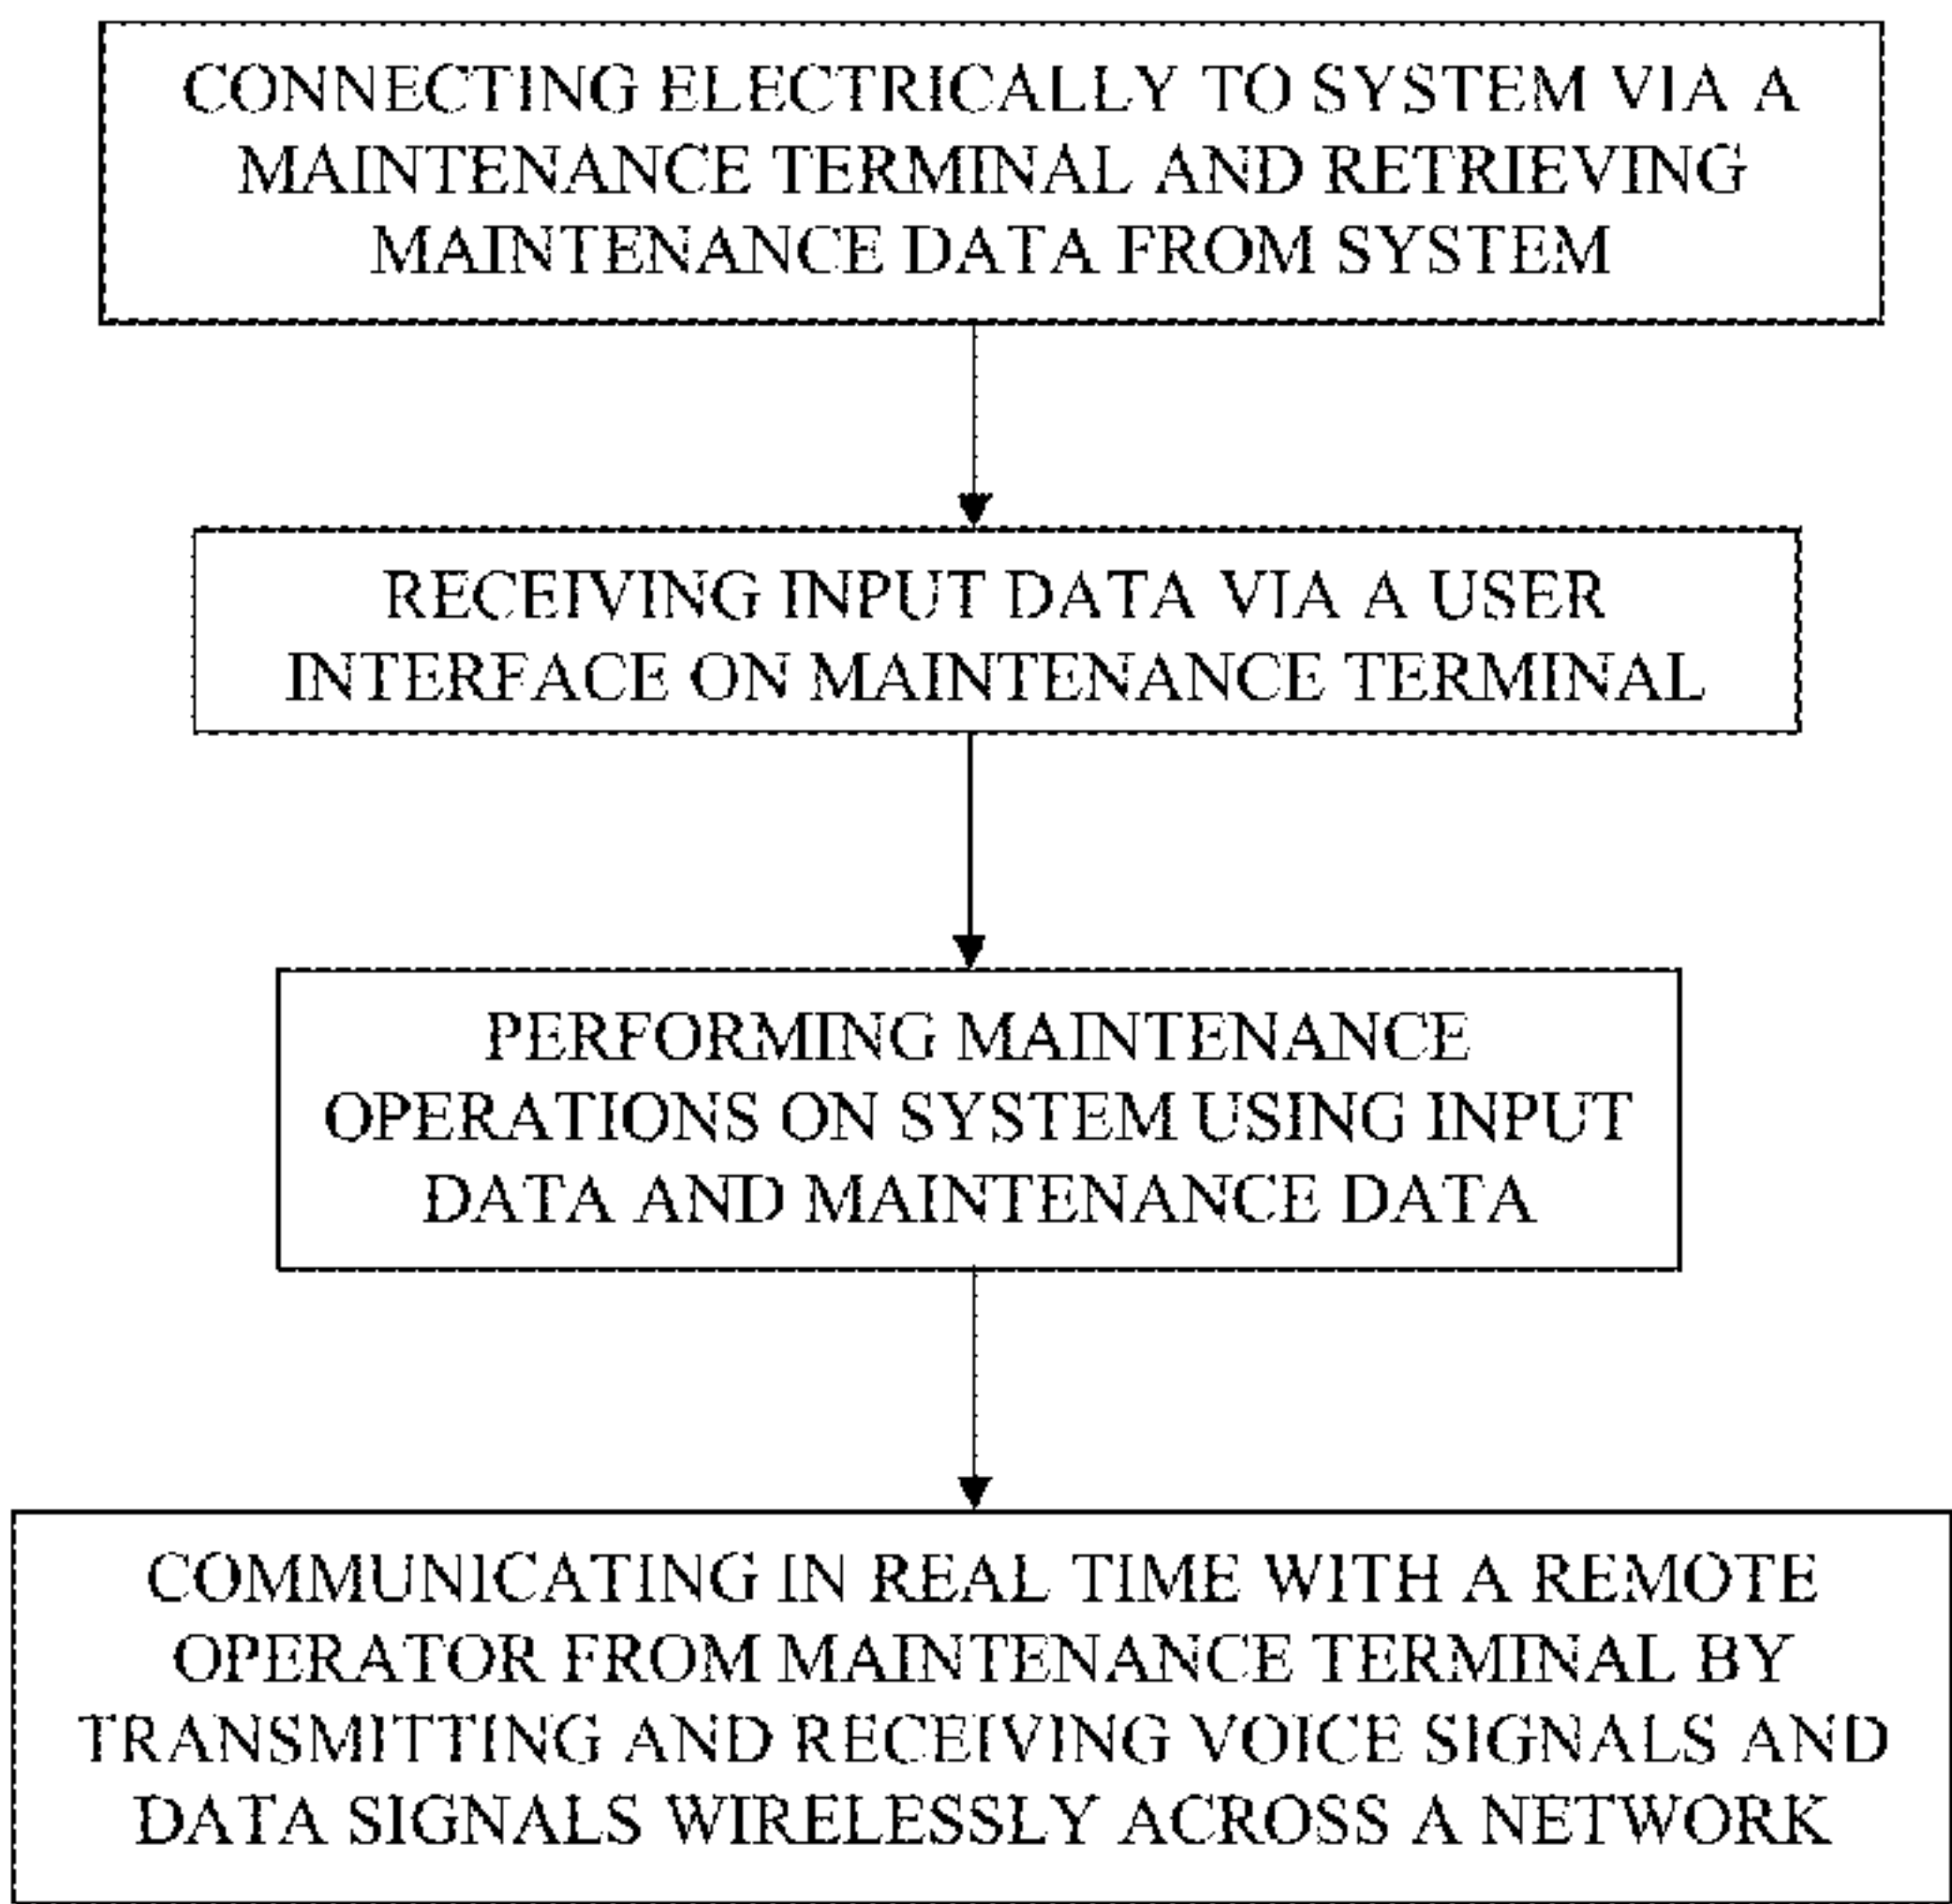 CONNECTING ELECTRICALLY TO SYSTEM VIA A
MAINTENANCE TERMINAL AND RETRIEVING
MAINTENANCE DATA FROM SYSTEM
RECEIVING INPUT DATA VIA A USER
INTERFACE ON MAINTENANCE TERMINAL
PERFORMING MAINTENANCE
OPERATIONS ON SYSTEM USING INPUT
DATA AND MAINTENANCE DATA
COMMUNICATING IN REAL TIME WITH A REMOTE
OPERATOR FROM MAINTENANCE TERMINAL BY
TRANSMITTING AND RECEIVING VOICE SIGNALS AND
DATA SIGNALS WIRELESSLY ACROSS A NETWORK